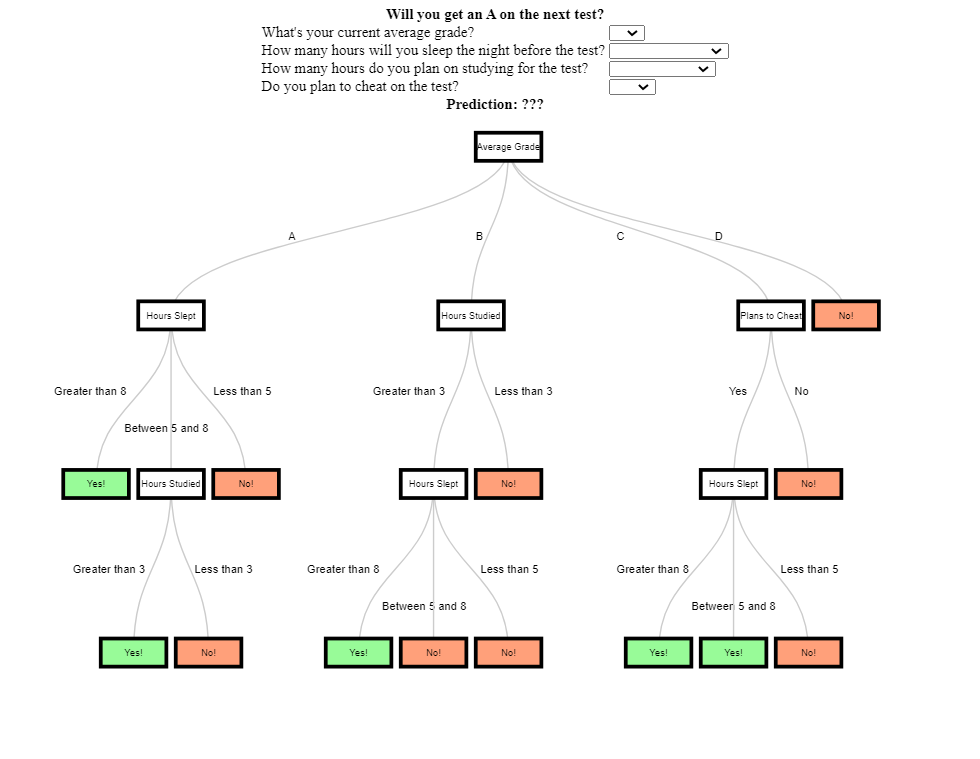 Will you get an A on the next test?
What's your current average grade?
How many hours will you sleep the night before the test?
How many hours do you plan on studying for the test?
Do you plan to cheat on the test?
Prediction: ???
Average Grade
A
B
C
D
Hours Slept
Hours Studied
Plans to Cheat
No!
Greater than 8
Less than 5
Between 5 and 8
Greater than 3
Less than 3
Yes
No
Yes!
Hours Studied
No!
Hours Slept
No!
Hours Slept
No!
Greater than 3
Less than 3
Greater than 8
Less than 5
Between 5 and 8
Greater than 8
Less than 5
Between 5 and 8
Yes!
No!
Yes!
No!
No!
Yes!
Yes!
No!